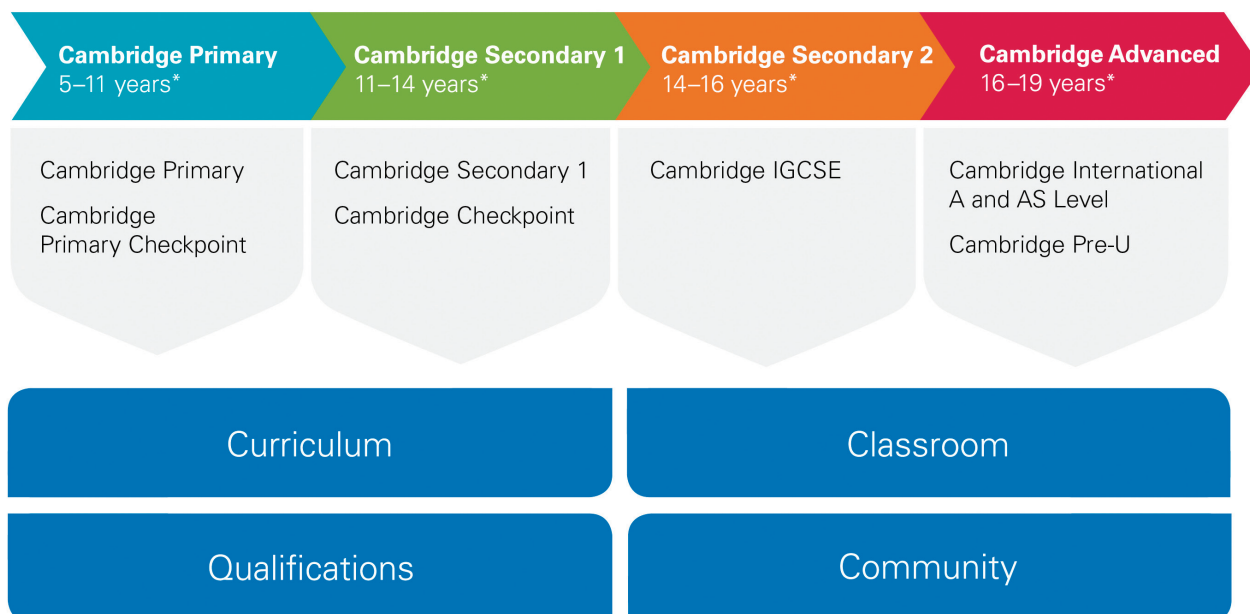 Cambridge Primary
5–11 years*
Cambridge Secondary 1
11–14 years*
Cambridge Secondary 2
14–16 years*
Cambridge Advanced
16–19 years*
Cambridge Primary
Cambridge
Primary Checkpoint
Cambridge Secondary 1
Cambridge Checkpoint
Cambridge IGCSE
Cambridge International
A and AS Level
Cambridge Pre-U
Curriculum
Classroom
Qualifications
Community